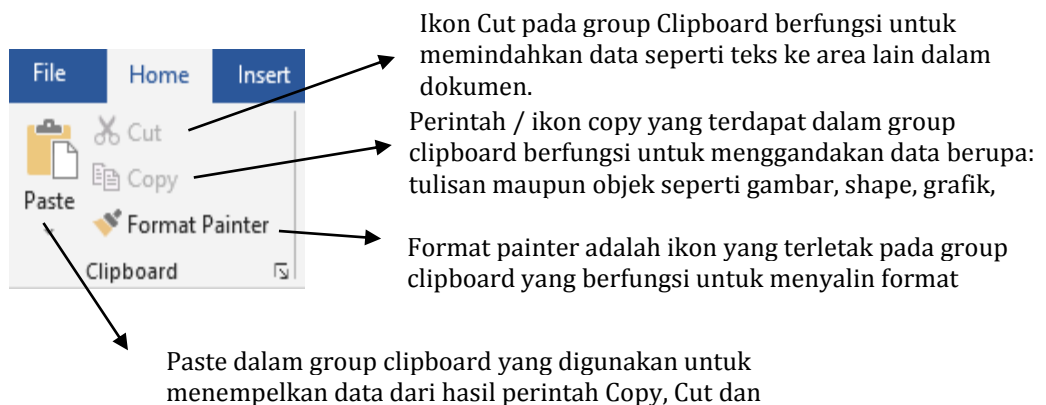 Ikon Cut pada group Clipboard berfungsi untuk
memindahkan data seperti teks ke area lain dalam
dokumen.
File Home Insert
Cut
Copy
Paste
Format Painter
Clipboard
Perintah / ikon copy yang terdapat dalam group
clipboard berfungsi untuk menggandakan data berupa:
tulisan maupun objek seperti gambar, shape, grafik,
Format painter adalah ikon yang terletak pada group
clipboard yang berfungsi untuk menyalin format
Paste dalam group clipboard yang digunakan untuk
menempelkan data dari hasil perintah Copy, Cut dan